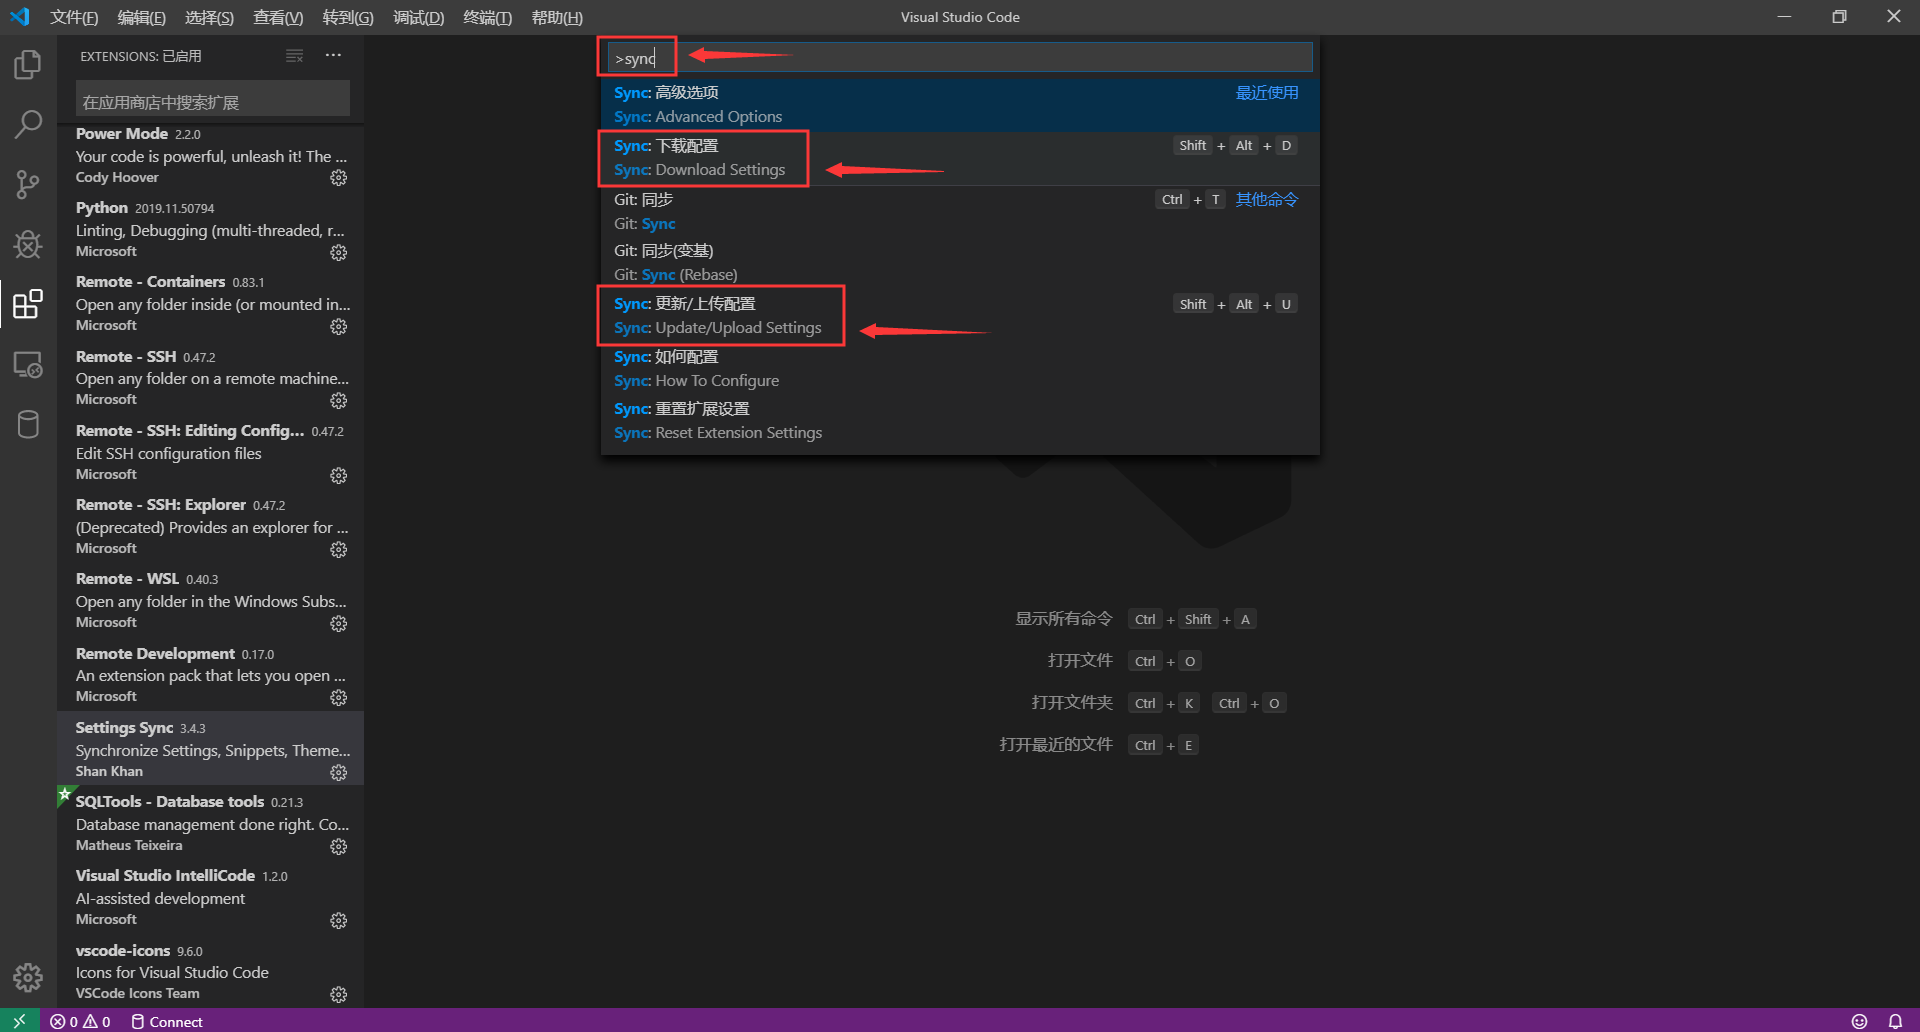 文件(F) 编辑(E) 选择(S) 查看(V) 转到(G) 调试(D) 终端(T) 帮助(H)
Visual Studio Code
EXTENSIONS: 已启用
在应用商店中搜索扩展
Power Mode 2.2.0
Your code is powerful, unleash it! The ...
Cody Hoover
Python 2019.11.50794
Linting, Debugging (multi-threaded, r...
Microsoft
Remote - Containers 0.83.1
Open any folder inside (or mounted in...
Microsoft
Remote - SSH 0.47.2
Open any folder on a remote machine...
Microsoft
Remote - SSH: Editing Config... 0.47.2
Edit SSH configuration files
Microsoft
Remote - SSH: Explorer 0.47.2
(Deprecated) Provides an explorer for ...
Microsoft
Remote - WSL 0.40.3
Open any folder in the Windows Subs...
Microsoft
Remote Development 0.17.0
An extension pack that lets you open ...
Microsoft
Settings Sync 3.4.3
Synchronize Settings, Snippets, Theme...
Shan Khan
SQLTools - Database tools 0.21.3
Database management done right. Co...
Matheus Teixeira
Visual Studio IntelliCode 1.2.0
AI-assisted development
Microsoft
vscode-icons 9.6.0
Icons for Visual Studio Code
VSCode Icons Team
>sync
Sync: 高级选项 最近使用
Sync: Advanced Options
Sync: 下载配置 Shift + Alt + D
Sync: Download Settings
Git: 同步 Ctrl + T 其他命令
Git: Sync
Git: 同步(变基)
Git: Sync (Rebase)
Sync: 更新/上传配置 Shift + Alt + U
Sync: Update/Upload Settings
Sync: 如何配置
Sync: How To Configure
Sync: 重置扩展设置
Sync: Reset Extension Settings
显示所有命令 Ctrl + Shift + A
打开文件 Ctrl + O
打开文件夹 Ctrl + K Ctrl + O
打开最近的文件 Ctrl + E
0 0 Connect